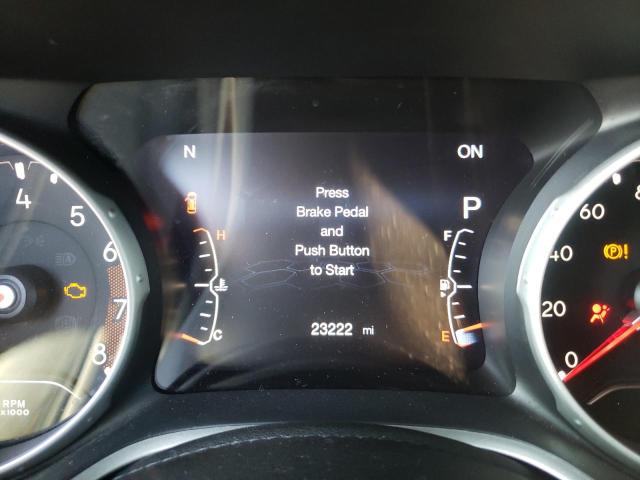 N
ON
Press
Brake Pedal
and
Push Button
to Start
P
H
C
F
E
23222 mi
4
5
6
7
8
RPM
x1000
80
60
40
20
0
(P)!